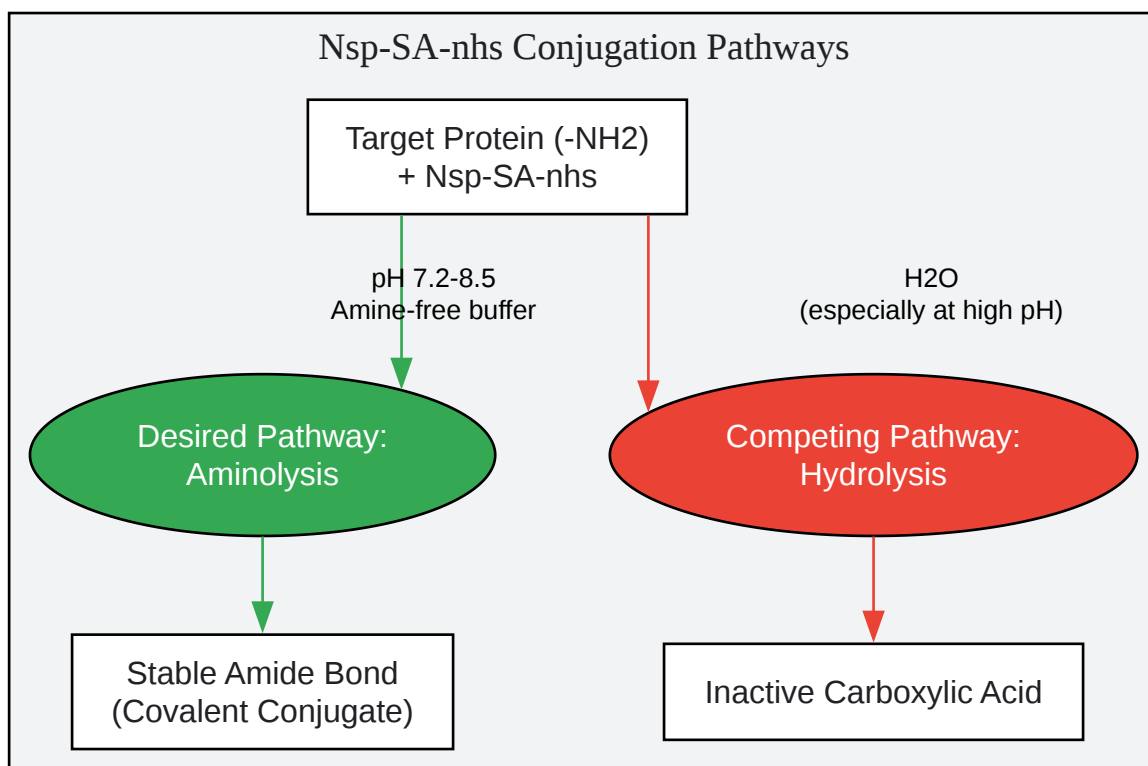 Nsp-SA-nhs Conjugation Pathways
Target Protein (-NH2)
+ Nsp-SA-nhs
pH 7.2-8.5
Amine-free buffer
H2O
(especially at high pH)
Desired Pathway:
Aminolysis
Competing Pathway:
Hydrolysis
Stable Amide Bond
(Covalent Conjugate)
Inactive Carboxylic Acid